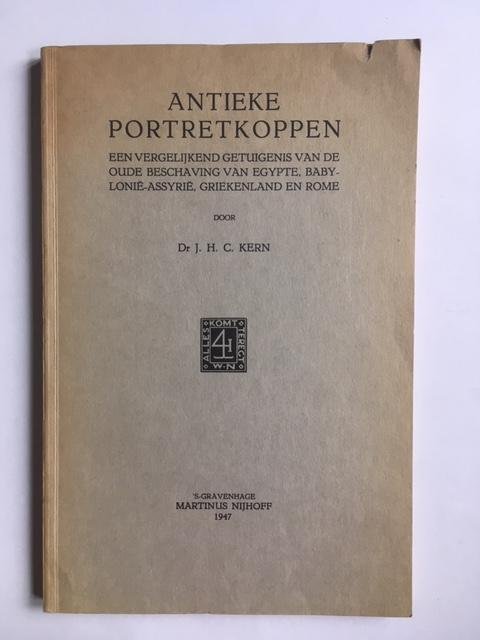 ANTIEKE
PORTRETKOPPEN
EEN VERGELIJKEND GETUIGENIS VAN DE
OUDE BESCHAVING VAN EGYPTE, BABY-
LONIË-ASSYRIË, GRIEKENLAND EN ROME
DOOR
Dr J. H. C. KERN
ALLES KOMT TERECHT
W-N
'S-GRAVENHAGE
MARTINUS NIJHOFF
1947